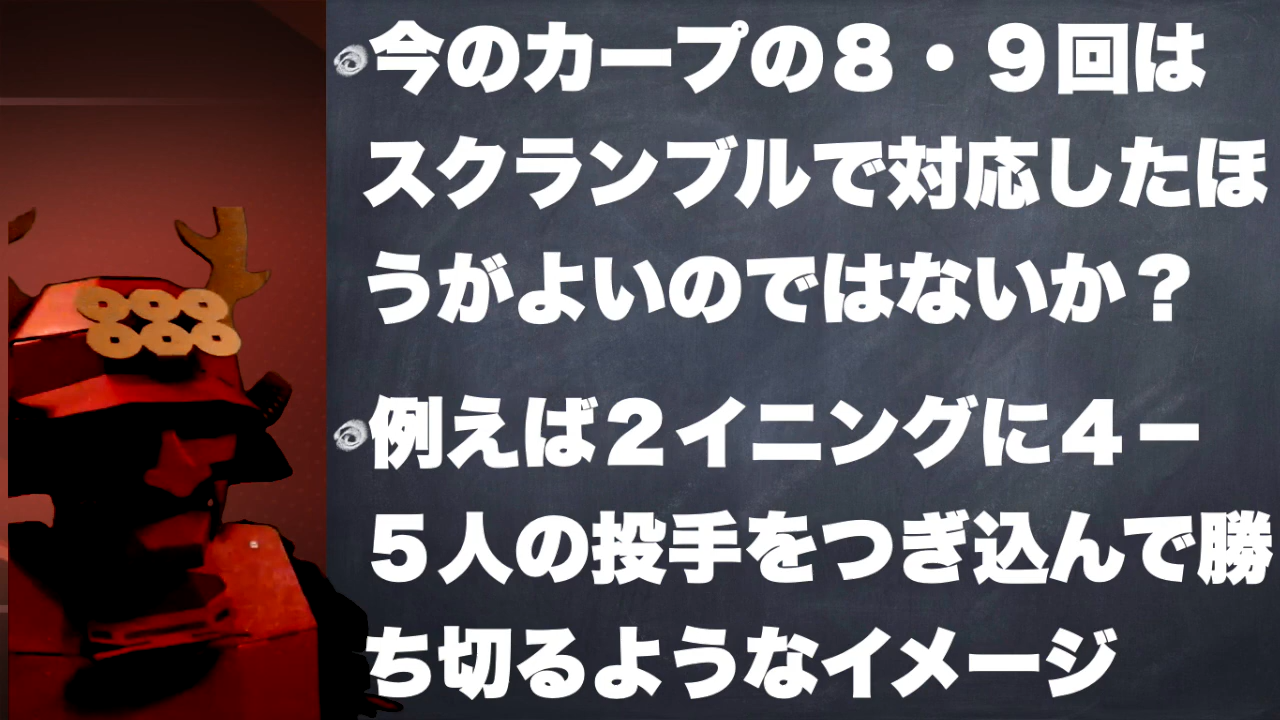 今のカープの８・９回は
スクランブルで対応したほ
うがよいのではないか？
例えば２イニングに４ー
５人の投手をつぎ込んで勝
ち切るようなイメージ